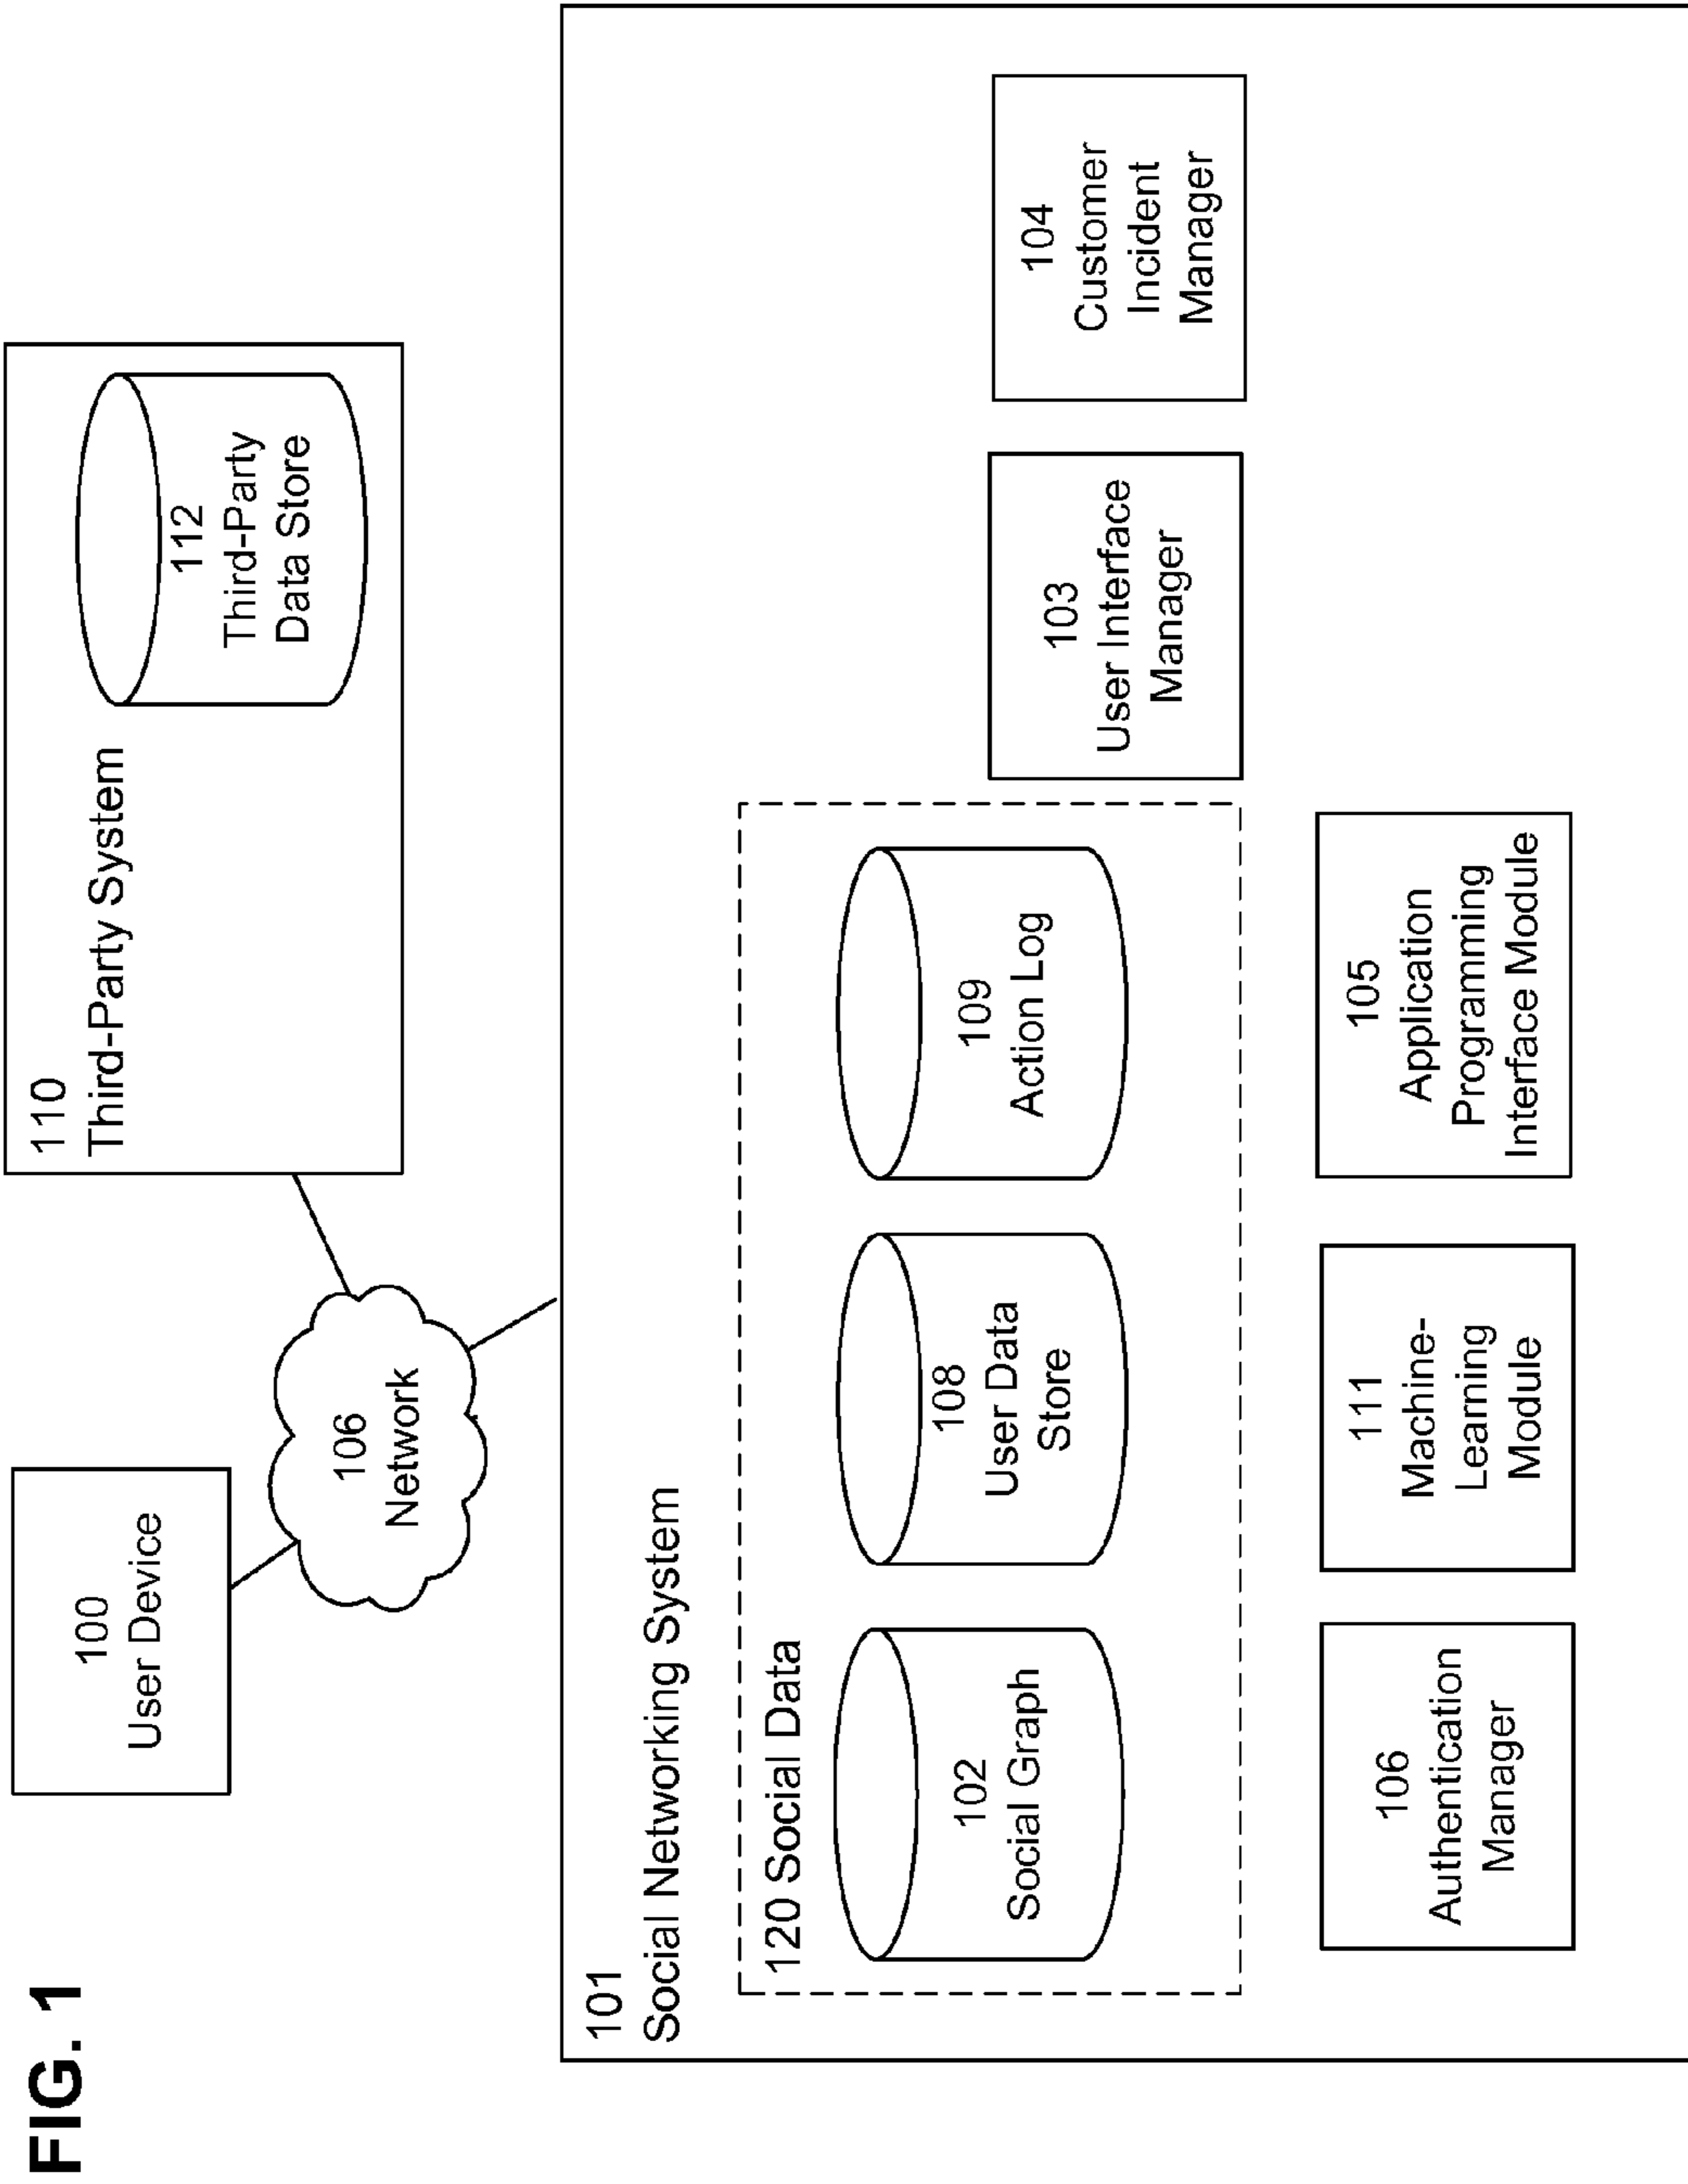 FIG. 1
100
User Device
106
Network
110
Third-Party System
112
Third-Party
Data Store
101
Social Networking System
120 Social Data
102
Social Graph
108
User Data
Store
109
Action Log
103
User Interface
Manager
104
Customer
Incident
Manager
106
Authentication
Manager
111
Machine-
Learning
Module
105
Application
Programming
Interface Module